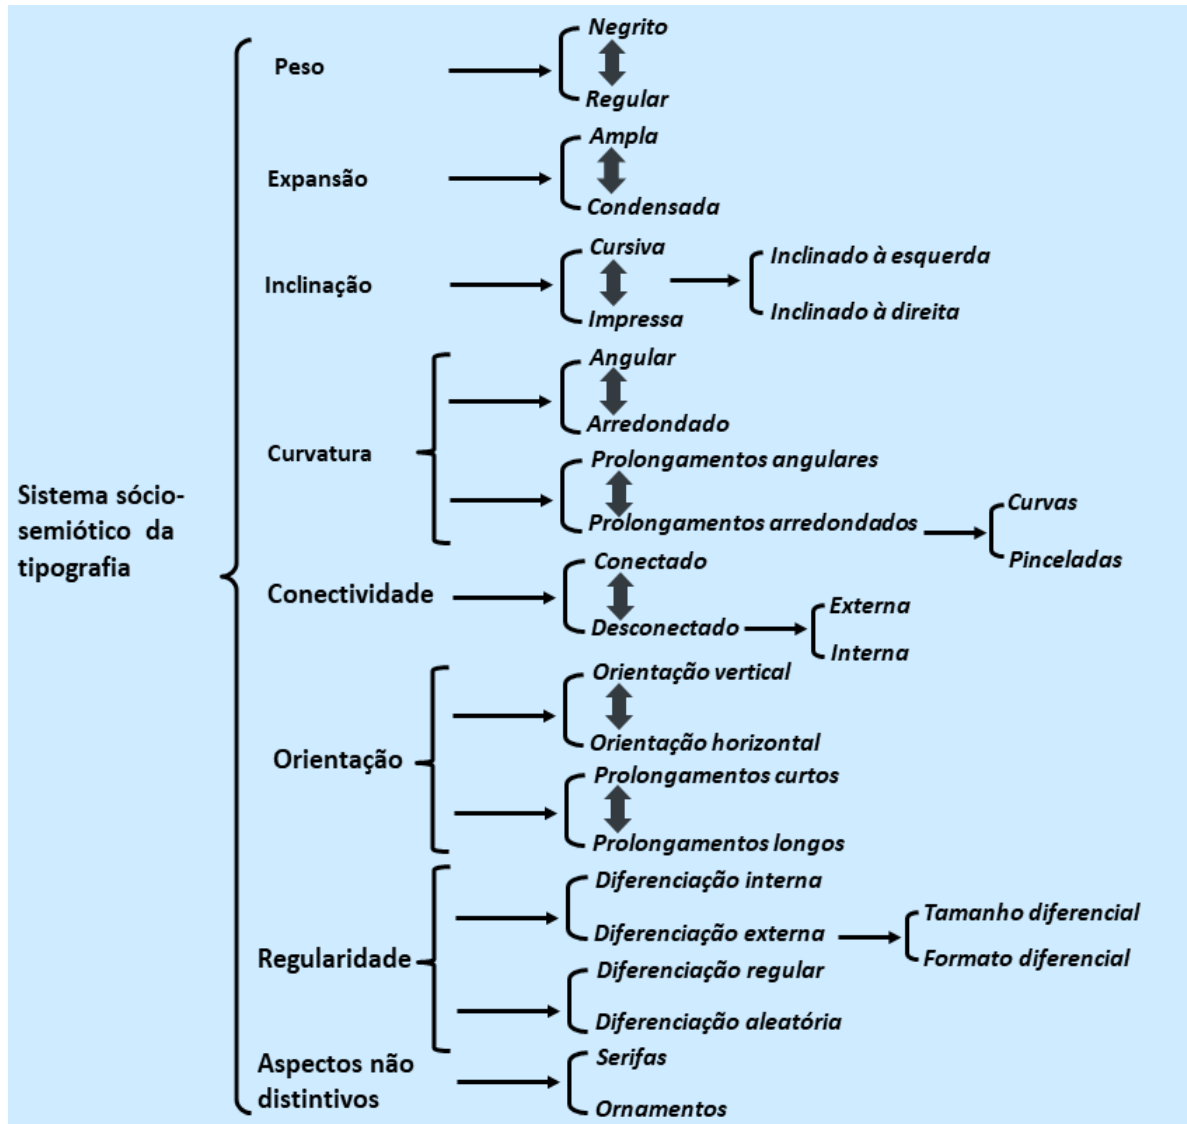 Sistema sócio-
semiótico da
tipografia
Peso
Negrito
Regular
Expansão
Ampla
Condensada
Inclinação
Cursiva
Impressa
Inclinado à esquerda
Inclinado à direita
Curvatura
Angular
Arredondado
Prolongamentos angulares
Prolongamentos arredondados
Curvas
Pinceladas
Conectividade
Conectado
Desconectado
Externa
Interna
Orientação
Orientação vertical
Orientação horizontal
Prolongamentos curtos
Prolongamentos longos
Regularidade
Diferenciação interna
Diferenciação externa
Tamanho diferencial
Formato diferencial
Diferenciação regular
Diferenciação aleatória
Aspectos não
distintivos
Serifas
Ornamentos